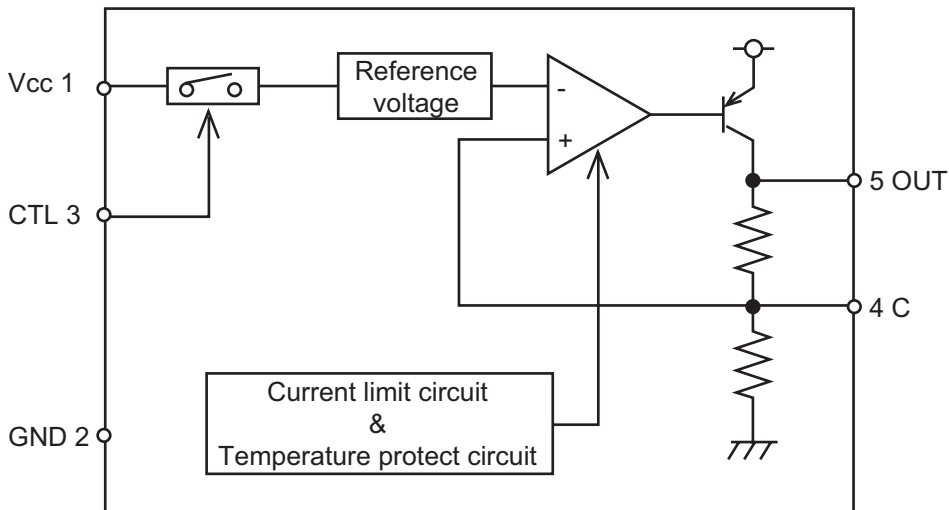 Vcc 1
Reference
voltage
-
+
5 OUT
CTL 3
4 C
Current limit circuit
&
Temperature protect circuit
GND 2